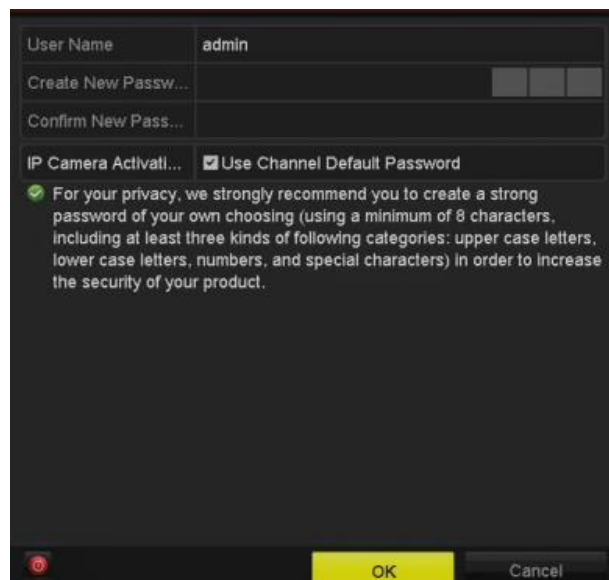 User Name admin
Create New Passw...
Confirm New Pass...
IP Camera Activati... Use Channel Default Password
For your privacy, we strongly recommend you to create a strong
password of your own choosing (using a minimum of 8 characters,
including at least three kinds of following categories: upper case letters,
lower case letters, numbers, and special characters) in order to increase
the security of your product.
OK Cancel